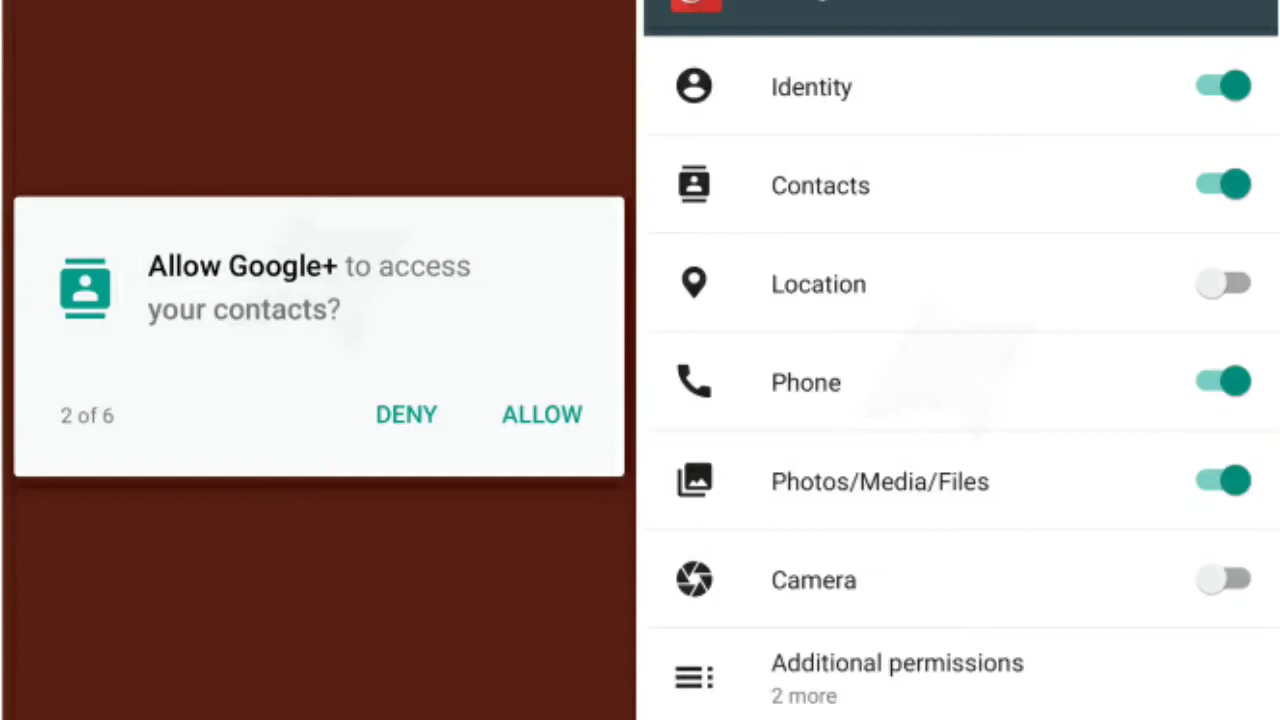 Allow Google+ to access
your contacts?
2 of 6
DENY
ALLOW
Identity
Contacts
Location
Phone
Photos/Media/Files
Camera
Additional permissions
2 more